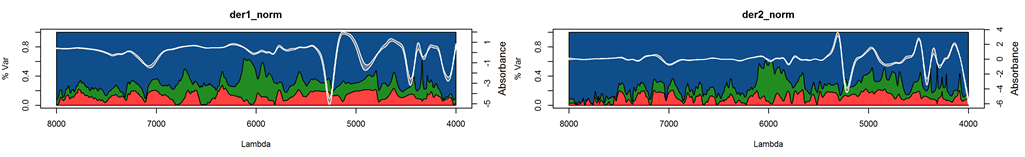 der1_norm
% Var
0.0 0.4 0.8
8000 7000 6000 5000 4000
Lambda
-5 -3 -1 1 2
Absorbance
der2_norm
% Var
0.0 0.4 0.8
8000 7000 6000 5000 4000
Lambda
-6 -4 -2 0 2 4
Absorbance